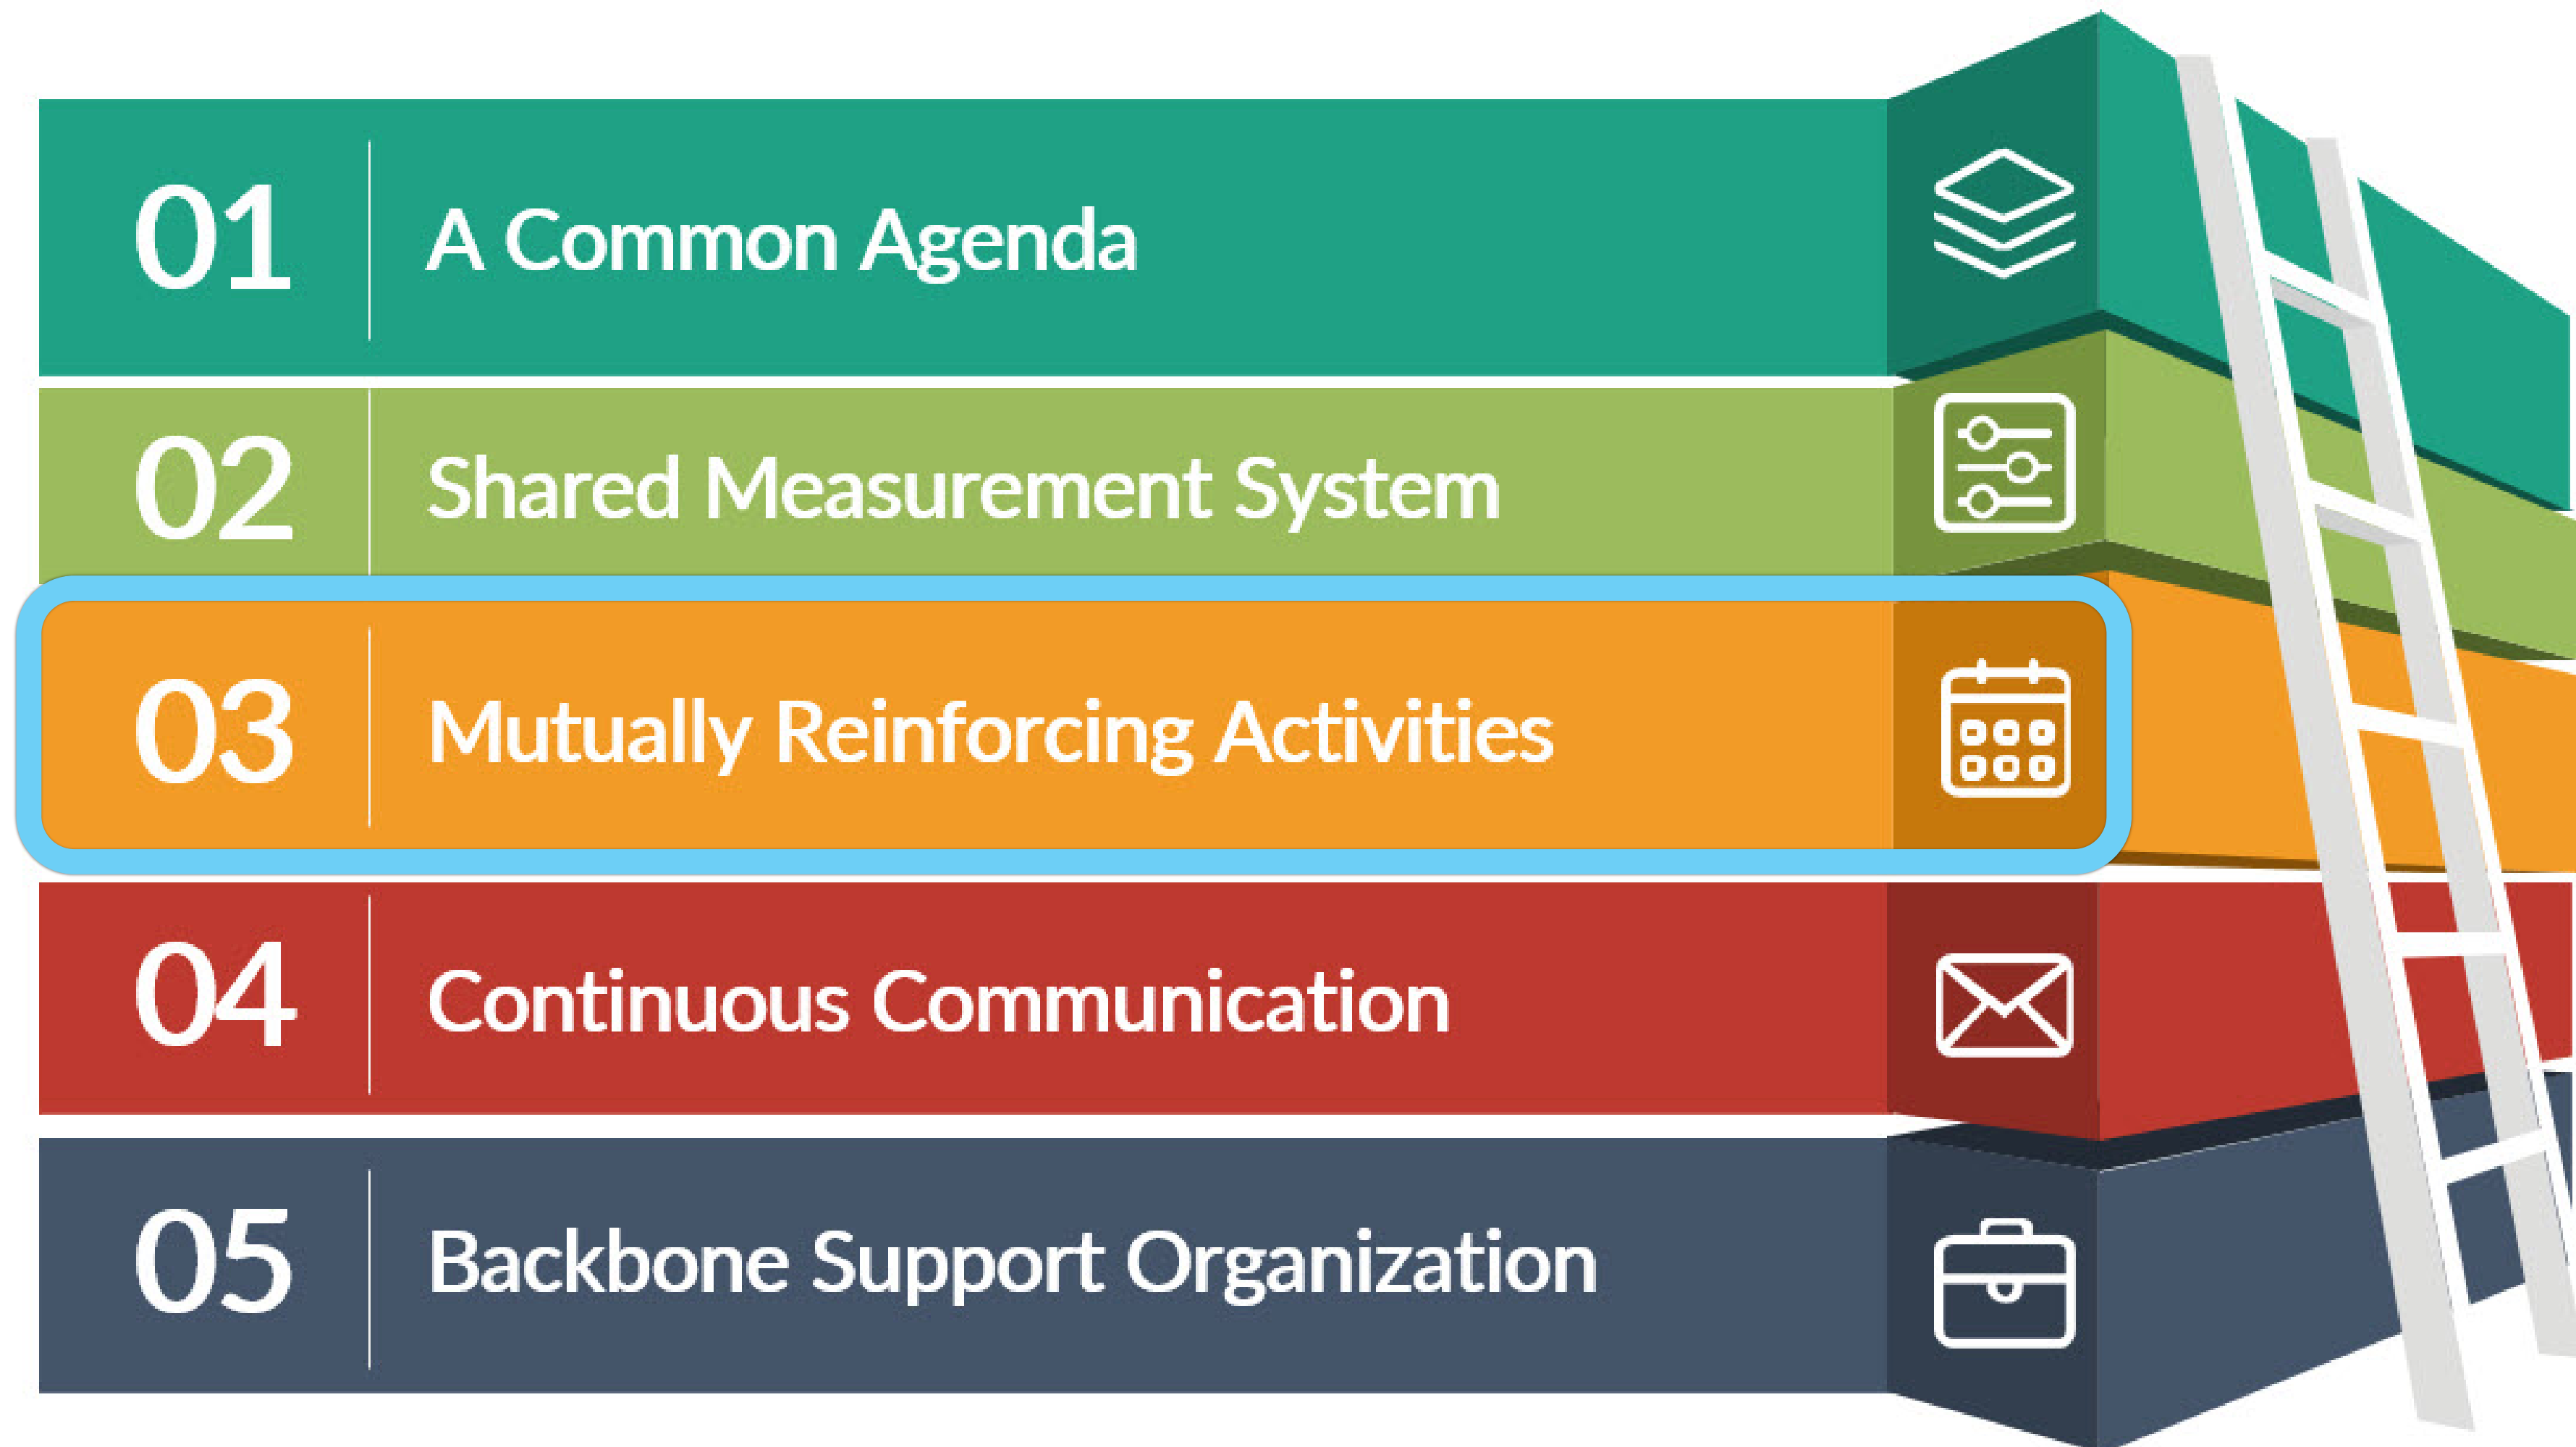 01 A Common Agenda
02 Shared Measurement System
03 Mutually Reinforcing Activities
04 Continuous Communication
05 Backbone Support Organization